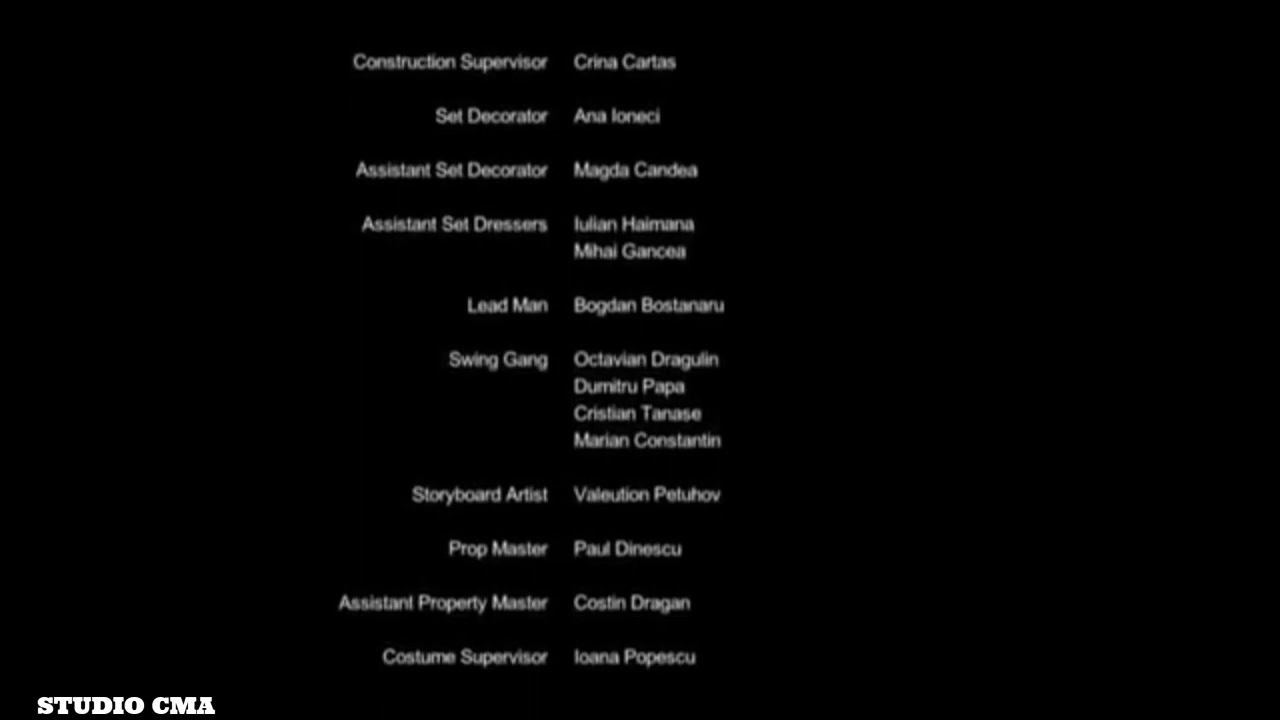 Construction Supervisor Crina Cartas
Set Decorator Ana Ioneci
Assistant Set Decorator Magda Candea
Assistant Set Dressers Iulian Haimana
Mihai Gancea
Lead Man Bogdan Bostanaru
Swing Gang Octavian Dragulin
Dumitru Papa
Cristian Tanase
Marian Constantin
Storyboard Artist Valeution Petuhov
Prop Master Paul Dinescu
Assistant Property Master Costin Dragan
Costume Supervisor Ioana Popescu
STUDIO CMA